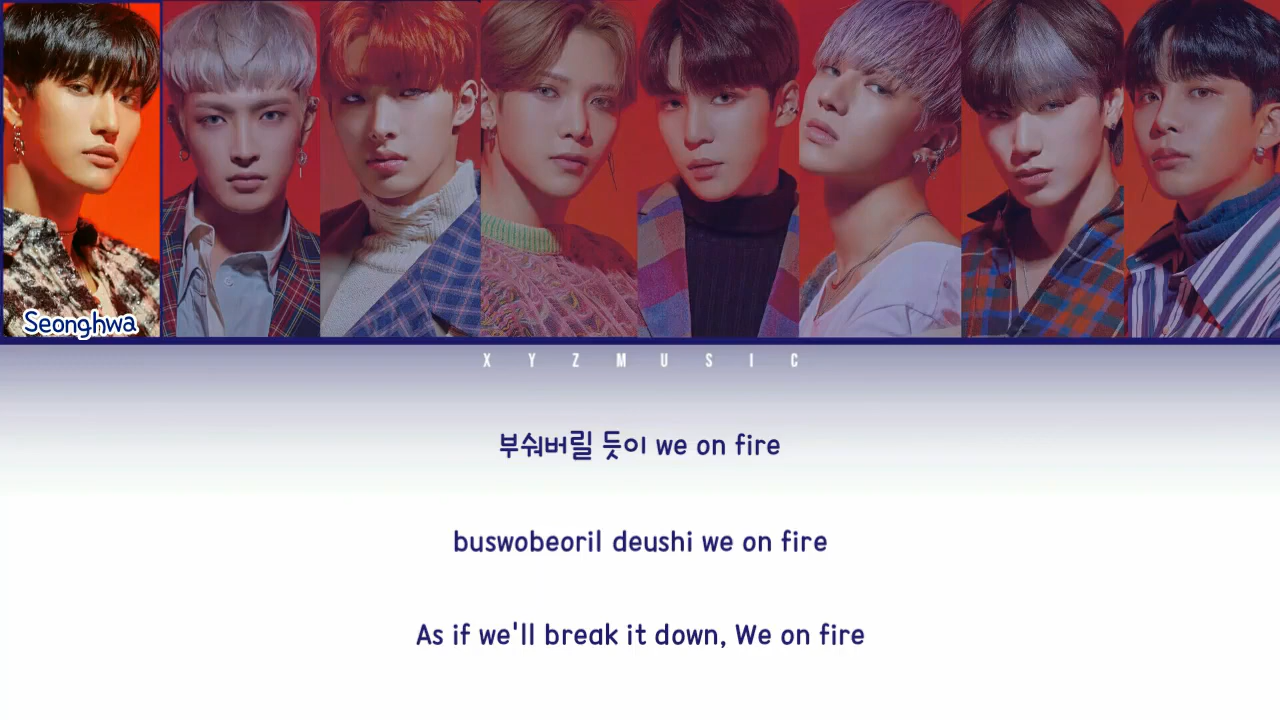 Seonghwa
X Y Z M U S I C
부숴버릴 듯이 we on fire
buswobeoril deushi we on fire
As if we'll break it down, We on fire